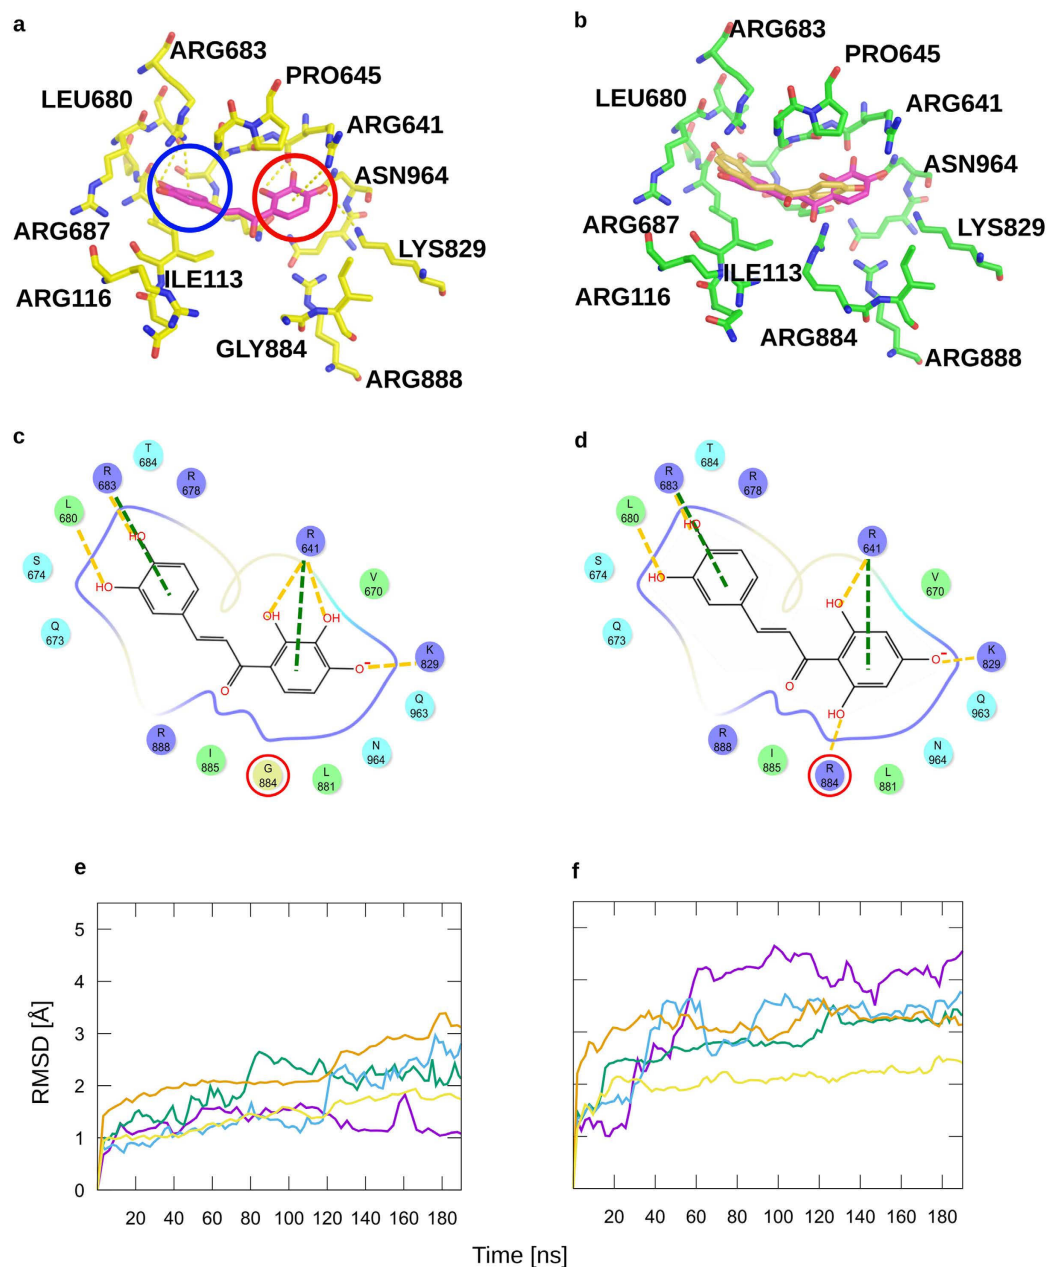 a
ARG683
PRO645
LEU680
ARG641
ASN964
ARG687
LYS829
ILE113
ARG116
GLY884
ARG888
b
ARG683
PRO645
LEU680
ARG641
ASN964
ARG687
LYS829
ILE113
ARG116
ARG884
ARG888
c
T
684
R
683
R
678
L
680
R
641
HO
S
674
V
670
HO
OH
OH
Q
673
K
829
O-
O
Q
963
R
888
N
964
I
885
G
884
L
881
d
T
684
R
683
R
678
L
680
HO
R
641
S
674
V
670
HO
HO
Q
673
K
829
O-
O
Q
963
HO
R
888
N
964
I
885
R
884
L
881
e
5
4
3
2
1
0
RMSD [Å]
20 40 60 80 100 120 140 160 180
f
20 40 60 80 100 120 140 160 180
Time [ns]